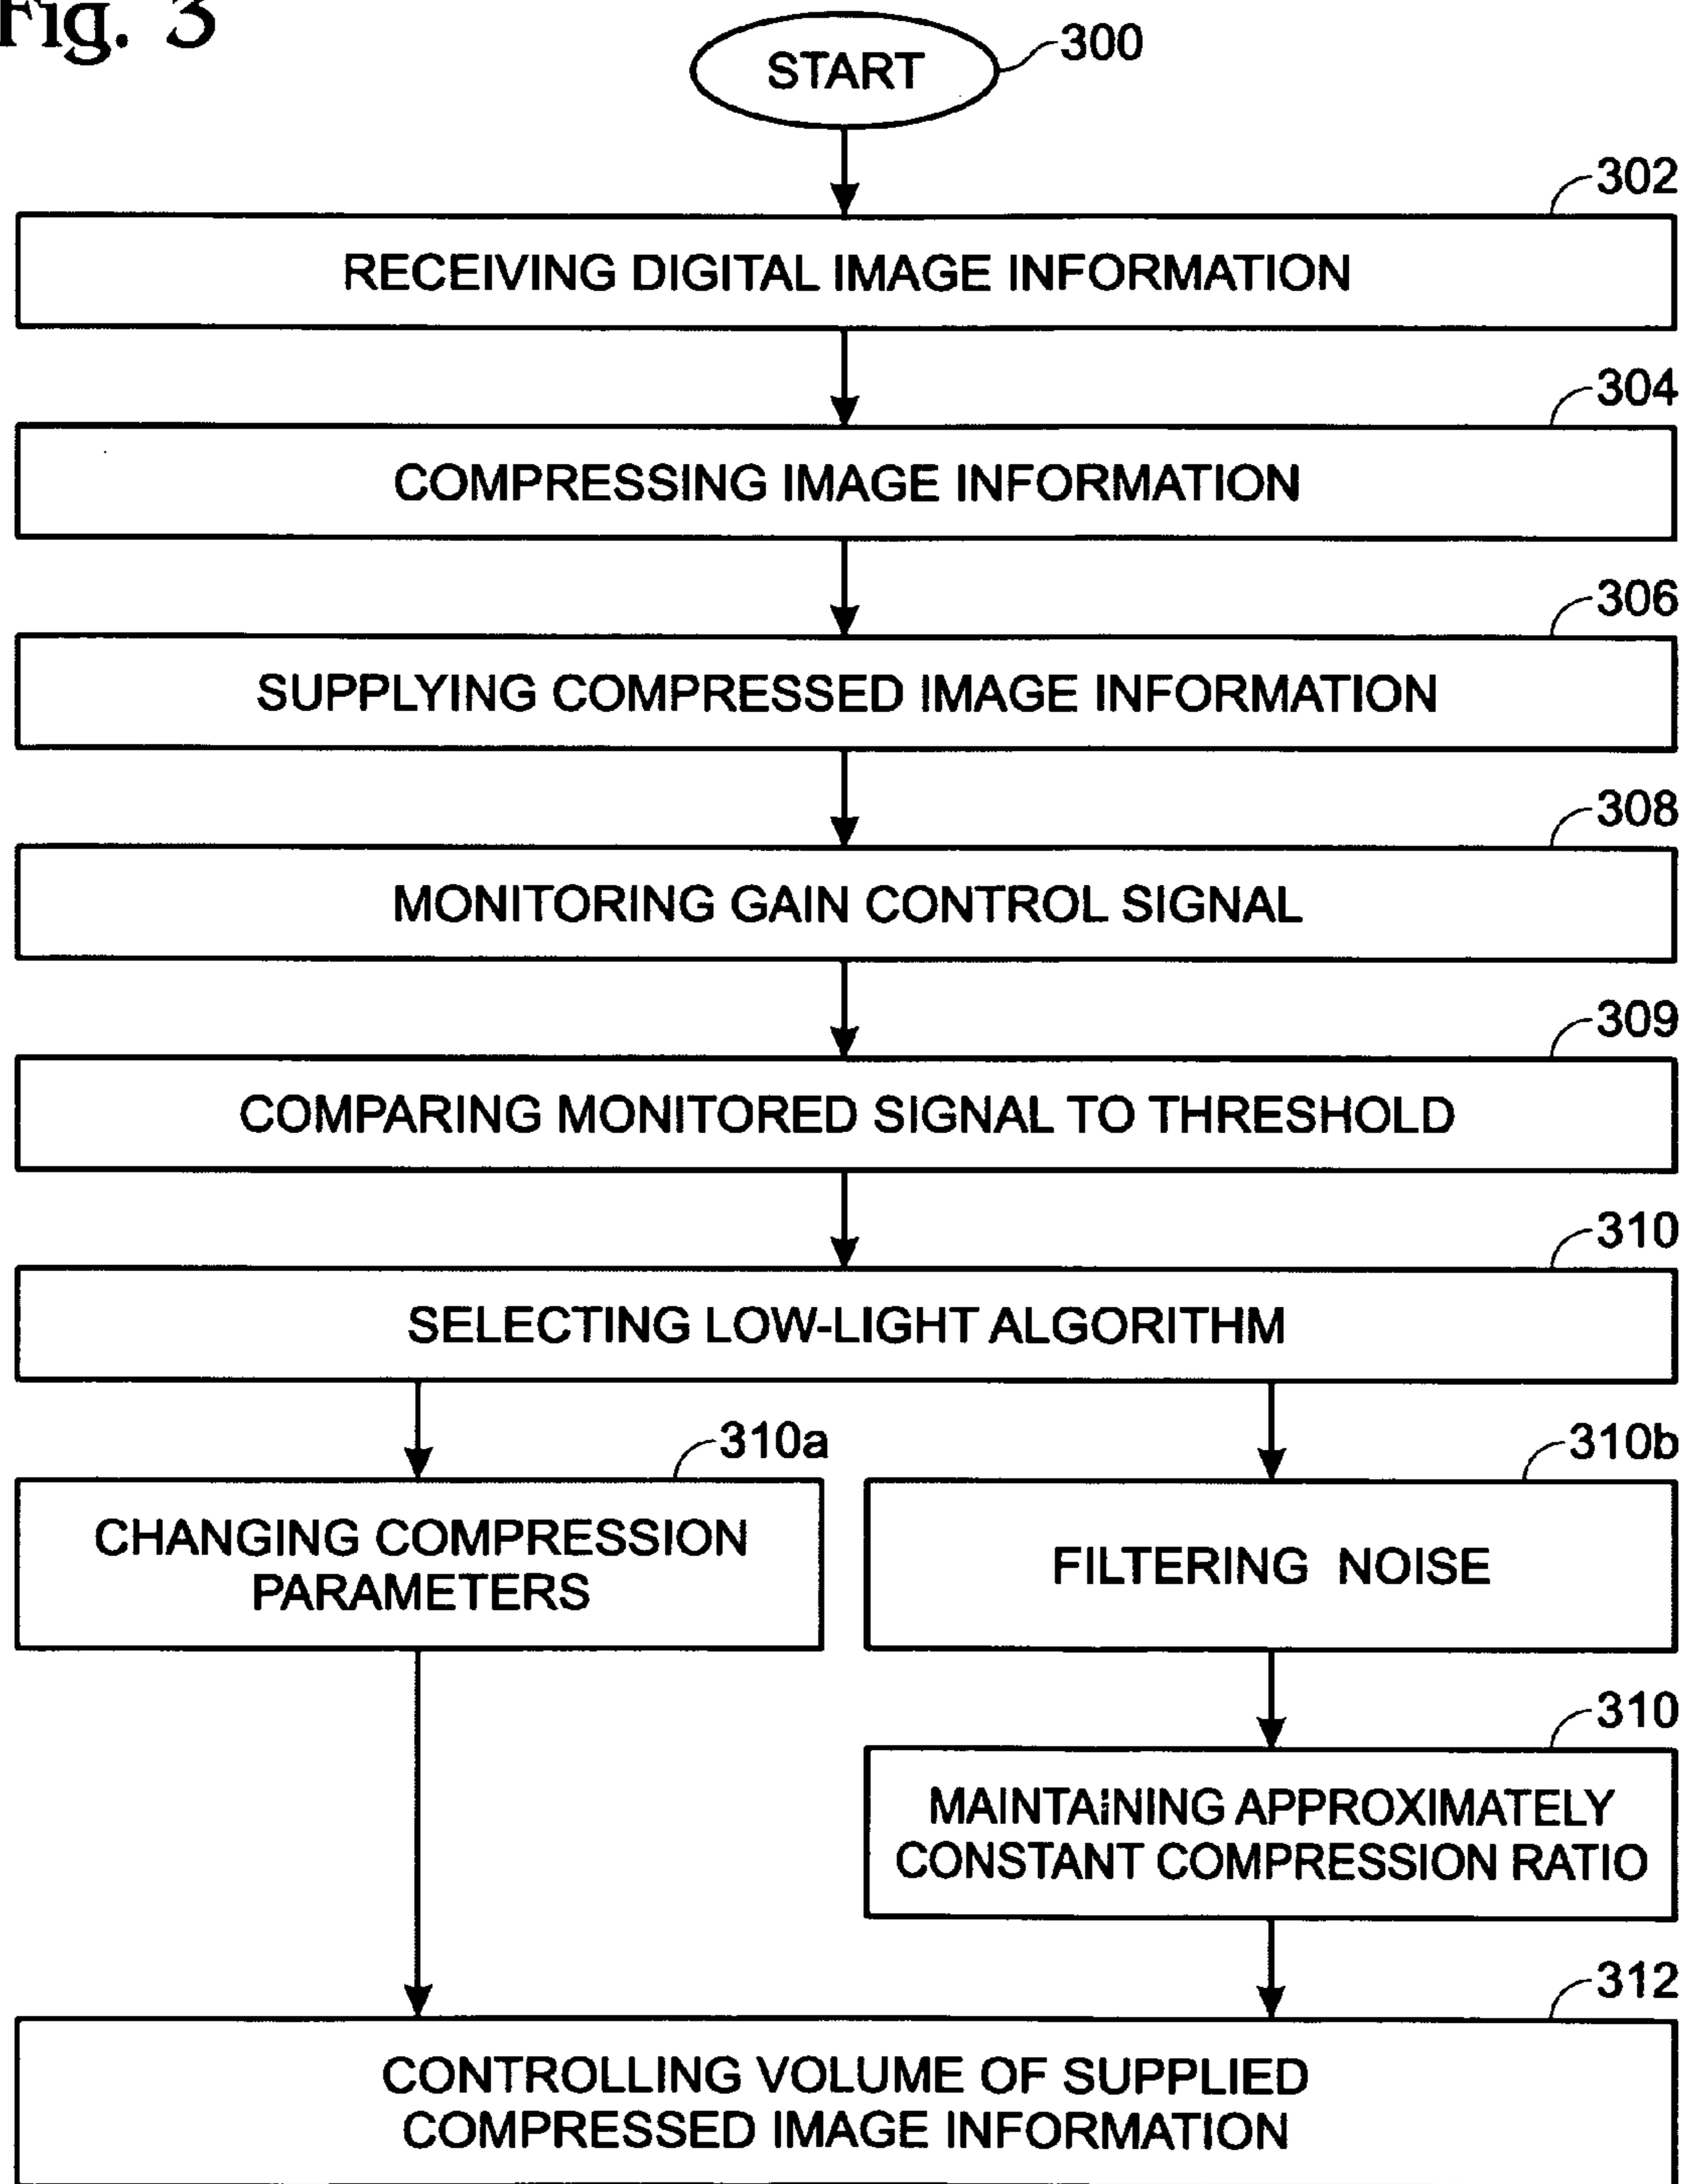 Fig. 3
START
300
302
RECEIVING DIGITAL IMAGE INFORMATION
304
COMPRESSING IMAGE INFORMATION
306
SUPPLYING COMPRESSED IMAGE INFORMATION
308
MONITORING GAIN CONTROL SIGNAL
309
COMPARING MONITORED SIGNAL TO THRESHOLD
310
SELECTING LOW-LIGHT ALGORITHM
310a
CHANGING COMPRESSION
PARAMETERS
310b
FILTERING NOISE
310
MAINTAINING APPROXIMATELY
CONSTANT COMPRESSION RATIO
312
CONTROLLING VOLUME OF SUPPLIED
COMPRESSED IMAGE INFORMATION